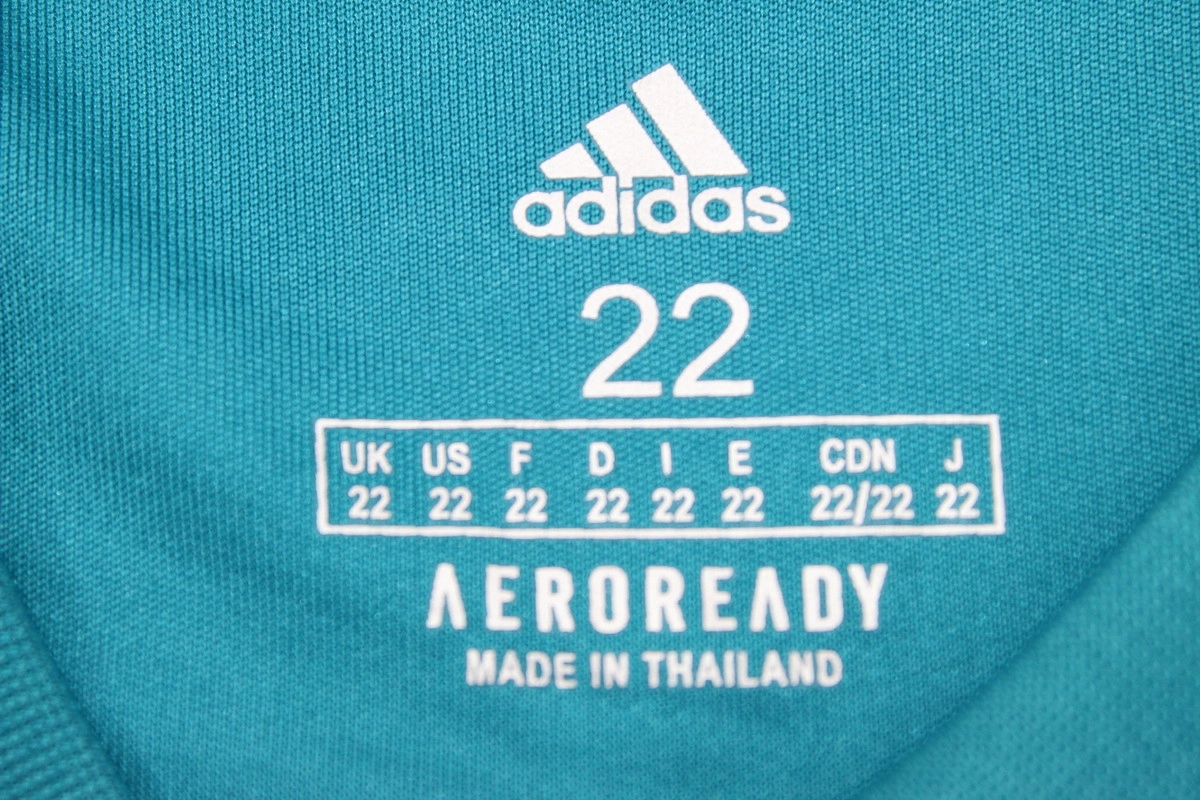 adidas
22
UK US F D I E CDN J
22 22 22 22 22 22 22/22 22
AEROREADY
MADE IN THAILAND